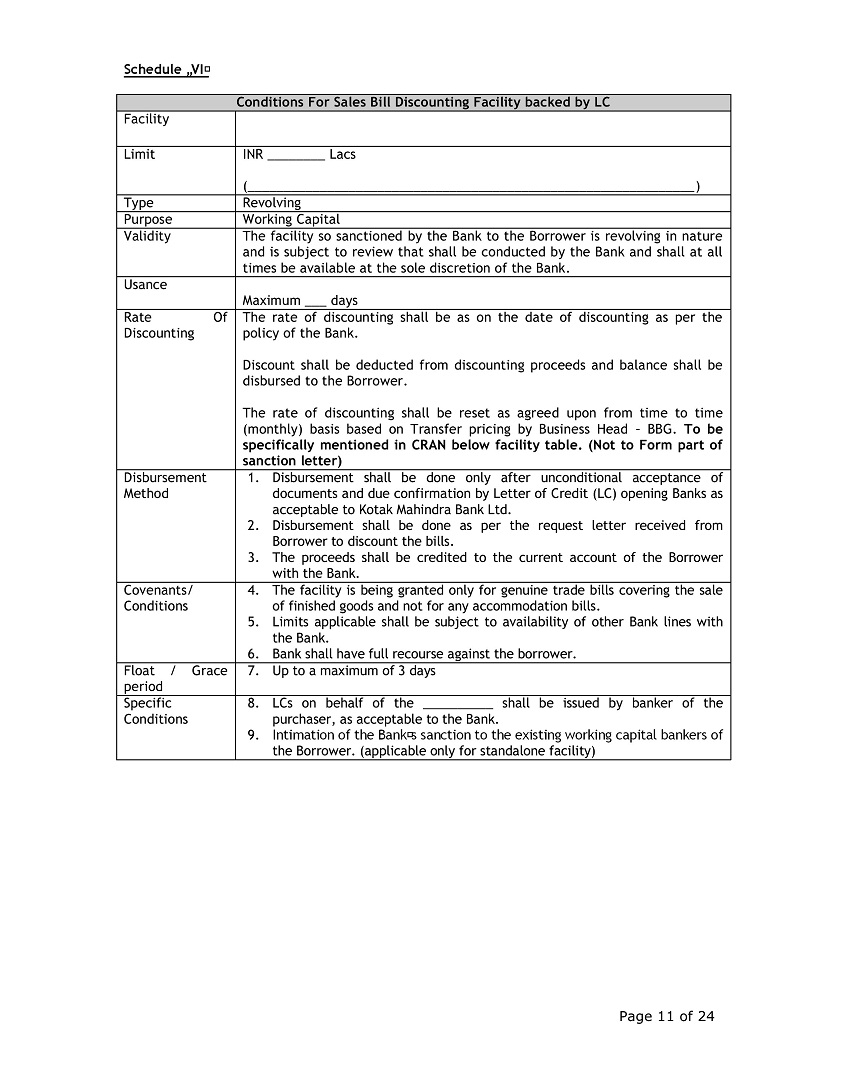 Schedule „VI¤
Conditions For Sales Bill Discounting Facility backed by LC
Facility
Limit
INR ________ Lacs
(______________________________________________________________)
Type
Revolving
Purpose
Working Capital
Validity
The facility so sanctioned by the Bank to the Borrower is revolving in nature
and is subject to review that shall be conducted by the Bank and shall at all
times be available at the sole discretion of the Bank.
Usance
Maximum ___ days
Rate Of
Discounting
The rate of discounting shall be as on the date of discounting as per the
policy of the Bank.
Discount shall be deducted from discounting proceeds and balance shall be
disbursed to the Borrower.
The rate of discounting shall be reset as agreed upon from time to time
(monthly) basis based on Transfer pricing by Business Head – BBG. To be
specifically mentioned in CRAN below facility table. (Not to Form part of
sanction letter)
Disbursement
Method
1. Disbursement shall be done only after unconditional acceptance of
documents and due confirmation by Letter of Credit (LC) opening Banks as
acceptable to Kotak Mahindra Bank Ltd.
2. Disbursement shall be done as per the request letter received from
Borrower to discount the bills.
3. The proceeds shall be credited to the current account of the Borrower
with the Bank.
Covenants/
Conditions
4. The facility is being granted only for genuine trade bills covering the sale
of finished goods and not for any accommodation bills.
5. Limits applicable shall be subject to availability of other Bank lines with
the Bank.
6. Bank shall have full recourse against the borrower.
Float / Grace
period
7. Up to a maximum of 3 days
Specific
Conditions
8. LCs on behalf of the __________ shall be issued by banker of the
purchaser, as acceptable to the Bank.
9. Intimation of the Bank¤s sanction to the existing working capital bankers of
the Borrower. (applicable only for standalone facility)
Page 11 of 24